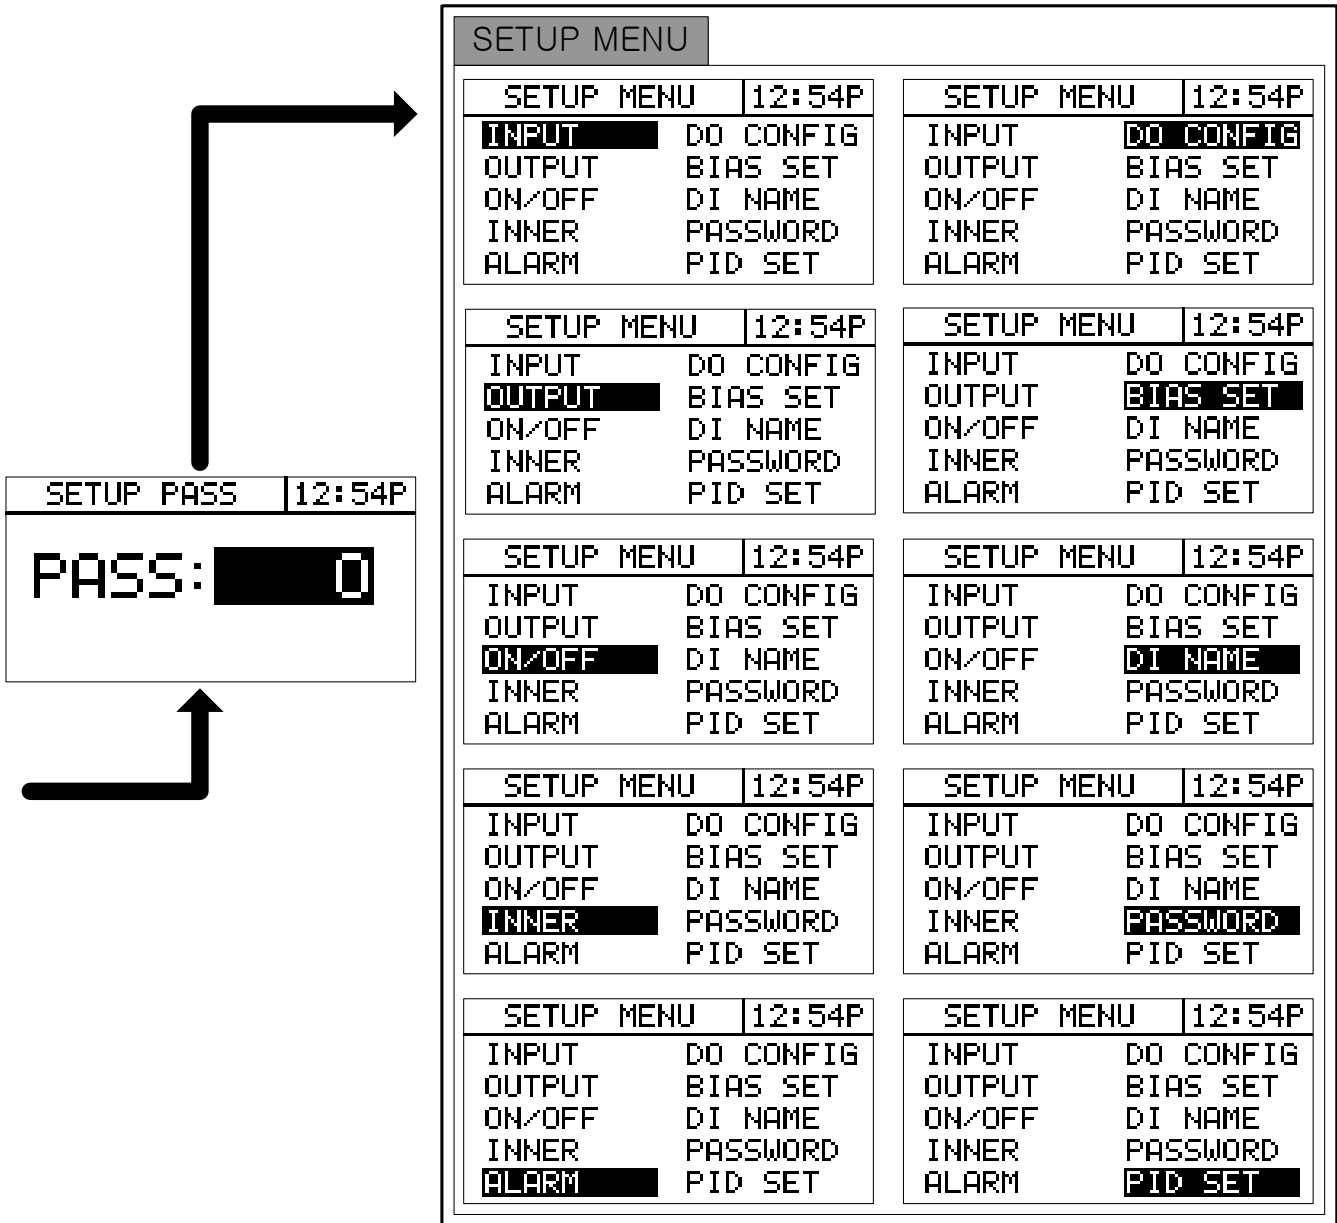 SETUP MENU
SETUP PASS 12:54P
PASS: 0
SETUP MENU 12:54P
INPUT DO CONFIG
OUTPUT BIAS SET
ON/OFF DI NAME
INNER PASSWORD
ALARM PID SET
SETUP MENU 12:54P
INPUT DO CONFIG
OUTPUT BIAS SET
ON/OFF DI NAME
INNER PASSWORD
ALARM PID SET
SETUP MENU 12:54P
INPUT DO CONFIG
OUTPUT BIAS SET
ON/OFF DI NAME
INNER PASSWORD
ALARM PID SET
SETUP MENU 12:54P
INPUT DO CONFIG
OUTPUT BIAS SET
ON/OFF DI NAME
INNER PASSWORD
ALARM PID SET
SETUP MENU 12:54P
INPUT DO CONFIG
OUTPUT BIAS SET
ON/OFF DI NAME
INNER PASSWORD
ALARM PID SET
SETUP MENU 12:54P
INPUT DO CONFIG
OUTPUT BIAS SET
ON/OFF DI NAME
INNER PASSWORD
ALARM PID SET
SETUP MENU 12:54P
INPUT DO CONFIG
OUTPUT BIAS SET
ON/OFF DI NAME
INNER PASSWORD
ALARM PID SET
SETUP MENU 12:54P
INPUT DO CONFIG
OUTPUT BIAS SET
ON/OFF DI NAME
INNER PASSWORD
ALARM PID SET
SETUP MENU 12:54P
INPUT DO CONFIG
OUTPUT BIAS SET
ON/OFF DI NAME
INNER PASSWORD
ALARM PID SET
SETUP MENU 12:54P
INPUT DO CONFIG
OUTPUT BIAS SET
ON/OFF DI NAME
INNER PASSWORD
ALARM PID SET